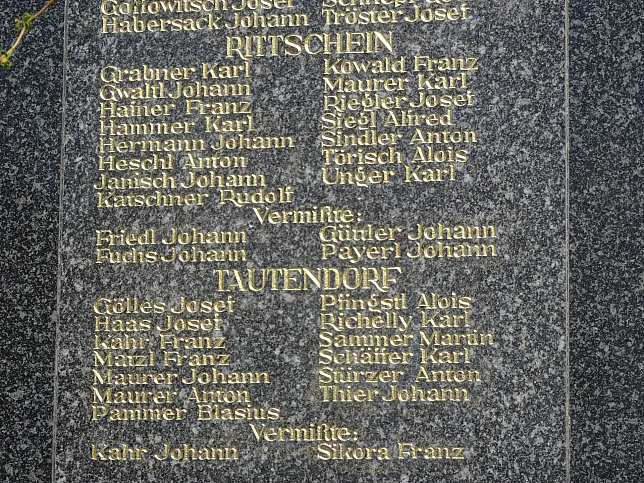 Habersack Johann Tröster Josef
RITTSCHEIN
Grabner Karl Kowald Franz
Gwaltl Johann Maurer Karl
Hainer Franz Riegler Josef
Hammer Karl Siegl Alfred
Hermann Johann Sindler Anton
Heschl Anton Törisch Alois
Janisch Johann Unger Karl
Katschner Rudolf
Vermißte:
Friedl Johann Günter Johann
Fuchs Johann Payerl Johann
TAUTENDORF
Gölles Josef Pfingstl Alois
Haas Josef Richelly Karl
Kahr Franz Sammer Martin
Matzl Franz Schäffer Karl
Maurer Johann Stürzer Anton
Maurer Anton Thier Johann
Pammer Blasius
Vermißte:
Kahr Johann Sikora Franz